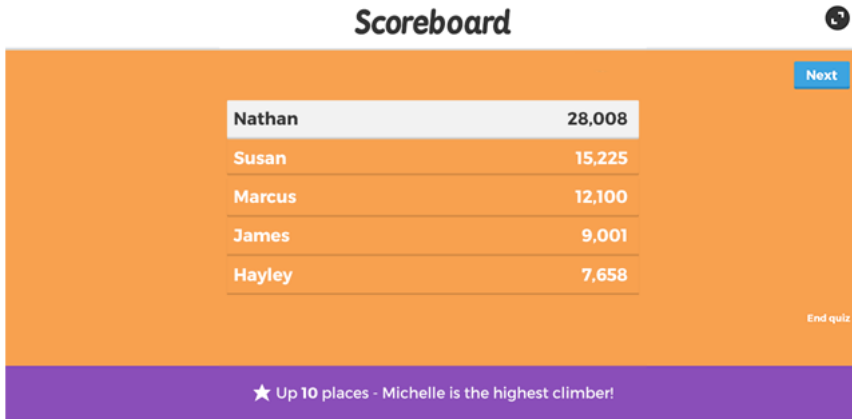 Scoreboard
Next
Nathan 28,008
Susan 15,225
Marcus 12,100
James 9,001
Hayley 7,658
End quiz
Up 10 places - Michelle is the highest climber!